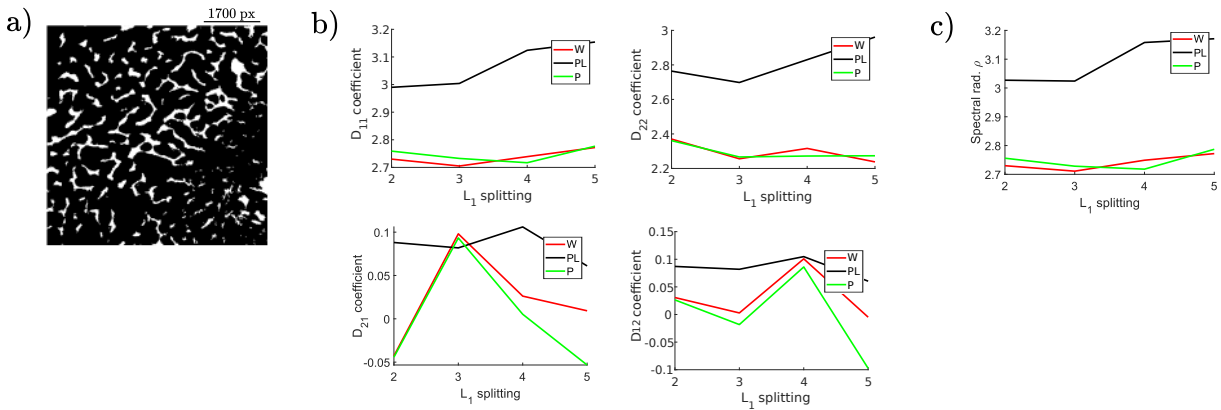 a)
1700 px
b)
D11 coefficient
3.2
3.1
3
2.9
2.8
2.7
2 3 4 5
L1 splitting
W
PL
P
D22 coefficient
3
2.8
2.6
2.4
2.2
2 3 4 5
L1 splitting
W
PL
P
c)
Spectral rad. ρ
3.2
3.1
3
2.9
2.8
2.7
2 3 4 5
L1 splitting
W
PL
P
D21 coefficient
0.1
0.05
0
-0.05
2 3 4 5
L1 splitting
W
PL
P
D12 coefficient
0.15
0.1
0.05
0
-0.05
-0.1
2 3 4 5
L1 splitting
W
PL
P